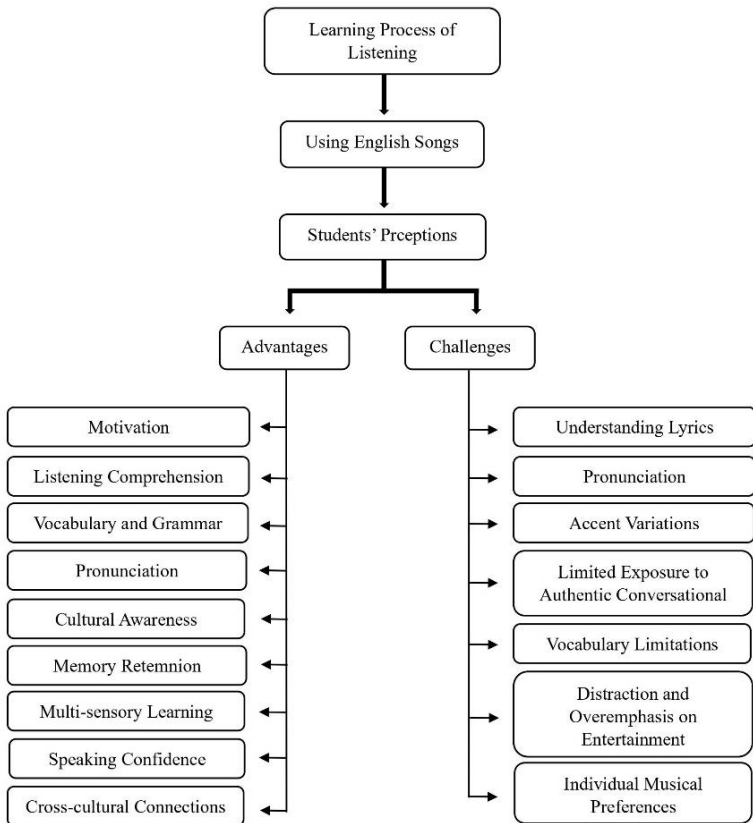 Learning Process of
Listening
Using English Songs
Students’ Prceptions
Advantages
Challenges
Motivation
Listening Comprehension
Vocabulary and Grammar
Pronunciation
Cultural Awareness
Memory Retemnion
Multi-sensory Learning
Speaking Confidence
Cross-cultural Connections
Understanding Lyrics
Pronunciation
Accent Variations
Limited Exposure to
Authentic Conversational
Vocabulary Limitations
Distraction and
Overemphasis on
Entertainment
Individual Musical
Preferences